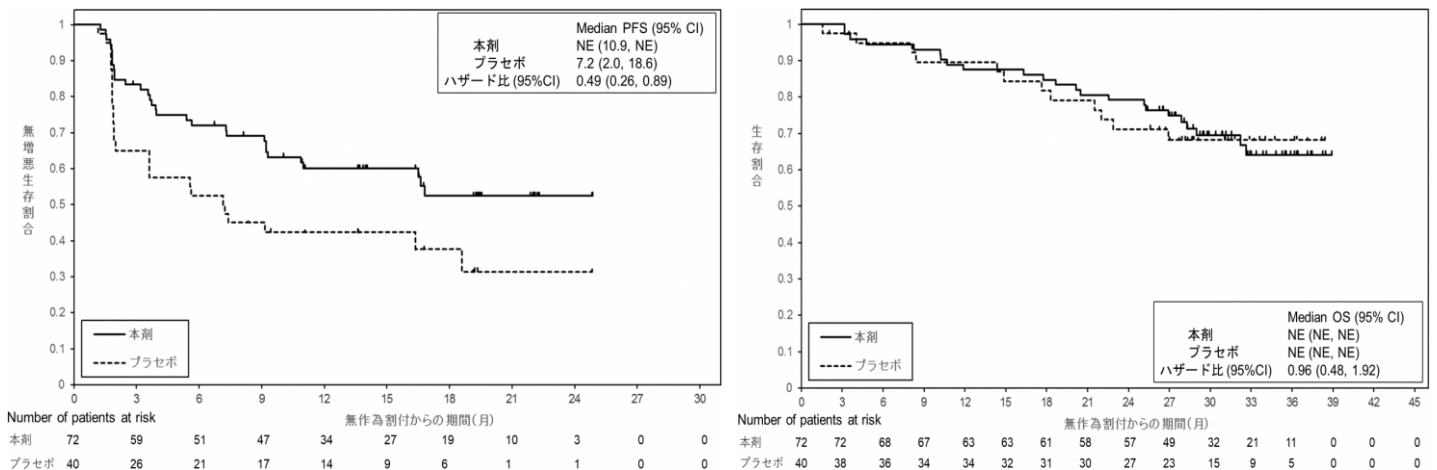 Median PFS (95% CI)
本剤 NE (10.9, NE)
プラセボ 7.2 (2.0, 18.6)
ハザード比 (95%CI) 0.49 (0.26, 0.89)
無増悪生存割合
1
0.9
0.8
0.7
0.6
0.5
0.4
0.3
0.2
0.1
0
本剤
プラセボ
0 3 6 9 12 15 18 21 24 27 30
Number of patients at risk
無作為割付からの期間(月)
本剤 72 59 51 47 34 27 19 10 3 0 0
プラセボ 40 26 21 17 14 9 6 1 1 0 0
生存割合
1
0.9
0.8
0.7
0.6
0.5
0.4
0.3
0.2
0.1
0
Median OS (95% CI)
本剤 NE (NE, NE)
プラセボ NE (NE, NE)
ハザード比 (95%CI) 0.96 (0.48, 1.92)
本剤
プラセボ
0 3 6 9 12 15 18 21 24 27 30 33 36 39 42 45
Number of patients at risk
無作為割付からの期間(月)
本剤 72 72 68 67 63 63 61 58 57 49 32 21 11 0 0 0
プラセボ 40 38 36 34 34 32 31 30 27 23 15 9 5 0 0 0